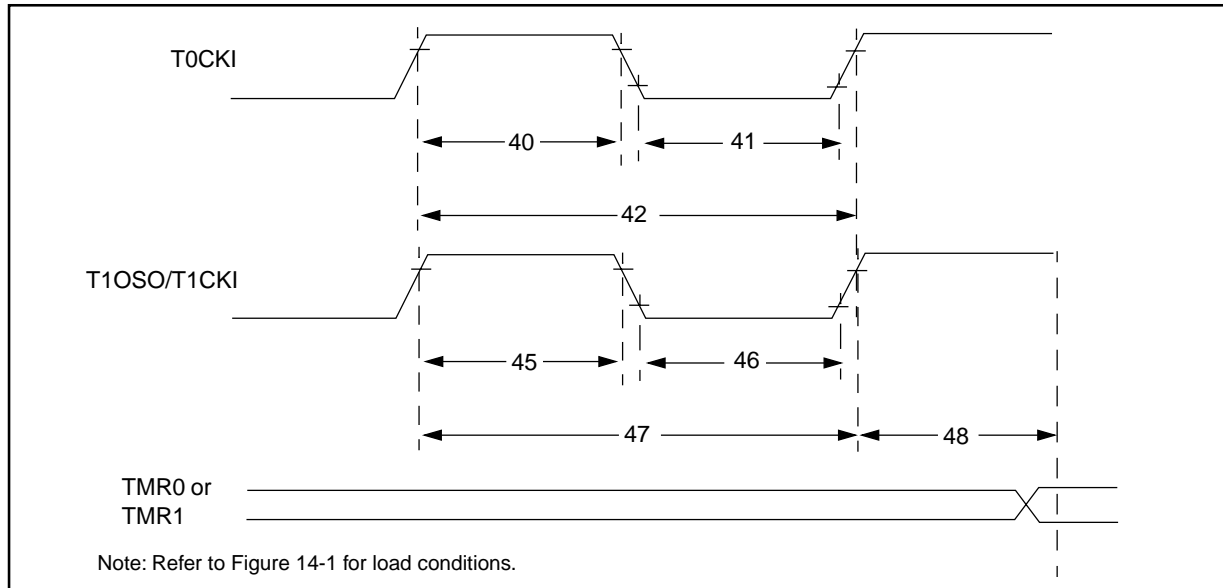 T0CKI
40
41
42
T1OSO/T1CKI
45
46
47
48
TMR0 or
TMR1
Note: Refer to Figure 14-1 for load conditions.